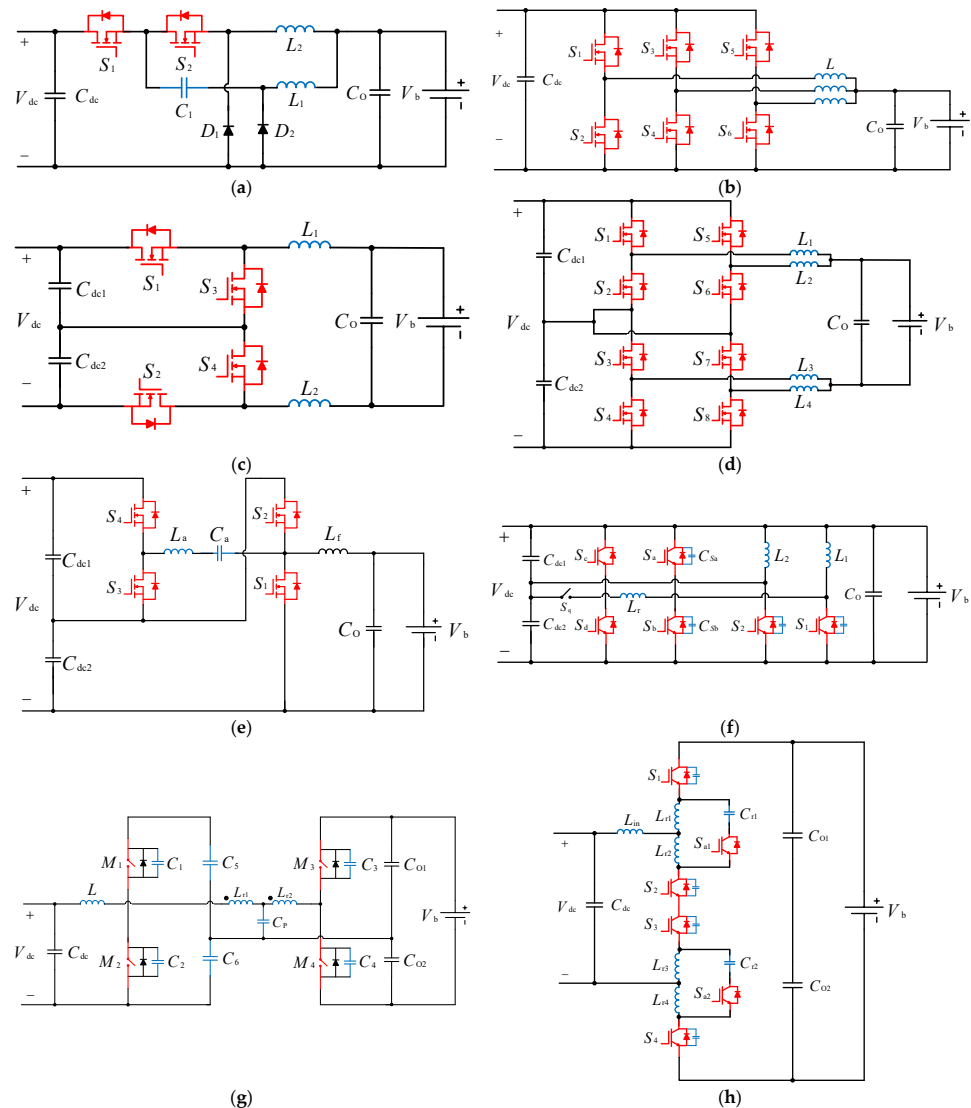 + S1 S2 L2 +
Vdc Cdc C1 L1 CO Vb
D1 D2
−
(a)
+ S1 S3 S5 L +
Vdc Cdc
S2 S4 S6 CO Vb
−
(b)
+ S1 L1
Cdc1 S3 +
Vdc CO Vb
Cdc2 S4
− S2 L2
(c)
+ S1 S5 L1
Cdc1 L2
S2 S6 +
Vdc CO Vb
S3 S7 L3
Cdc2 L4
S4 S8
−
(d)
+ S4 S2
La Ca Lf
Cdc1 S3 S1
Vdc +
CO Vb
Cdc2
−
(e)
+ Sc Sa CSa L2 L1
Cdc1 +
Vdc Sq Lr CO Vb
Cdc2 Sd Sb CSb S2 S1
−
(f)
M1 C1 C5 M3 C3 CO1
L Lr1 Lr2 +
+ CP Vb
Vdc Cdc M2 C2 C6 M4 C4 CO2
−
(g)
S1
Lin Lr1 Cr1
+ Lr2 Sa1 CO1
S2 +
Vdc Cdc Vb
S3
− Lr3 Cr2
Lr4 Sa2 CO2
S4
(h)